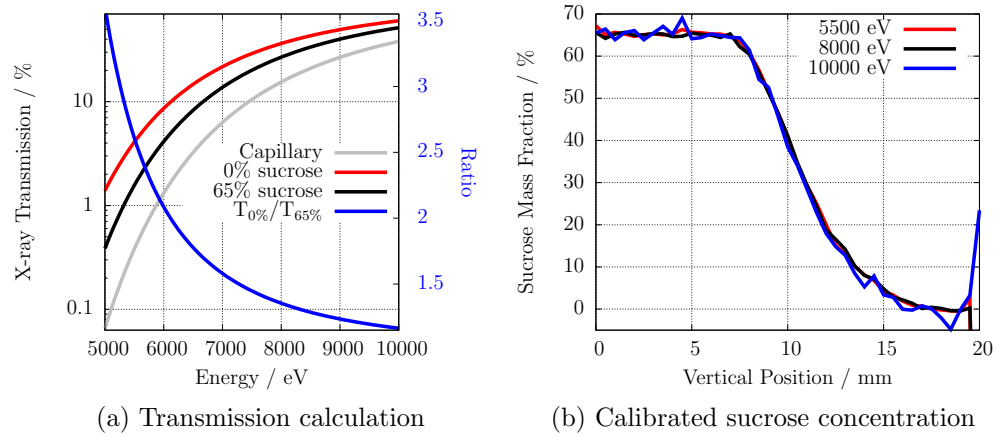 X-ray Transmission / %
10
1
0.1
5000 6000 7000 8000 9000 10000
Energy / eV
3.5
3
2.5
2
1.5
Ratio
Capillary
0% sucrose
65% sucrose
T0%/T65%
(a) Transmission calculation
Sucrose Mass Fraction / %
70
60
50
40
30
20
10
0
0 5 10 15 20
Vertical Position / mm
5500 eV
8000 eV
10000 eV
(b) Calibrated sucrose concentration